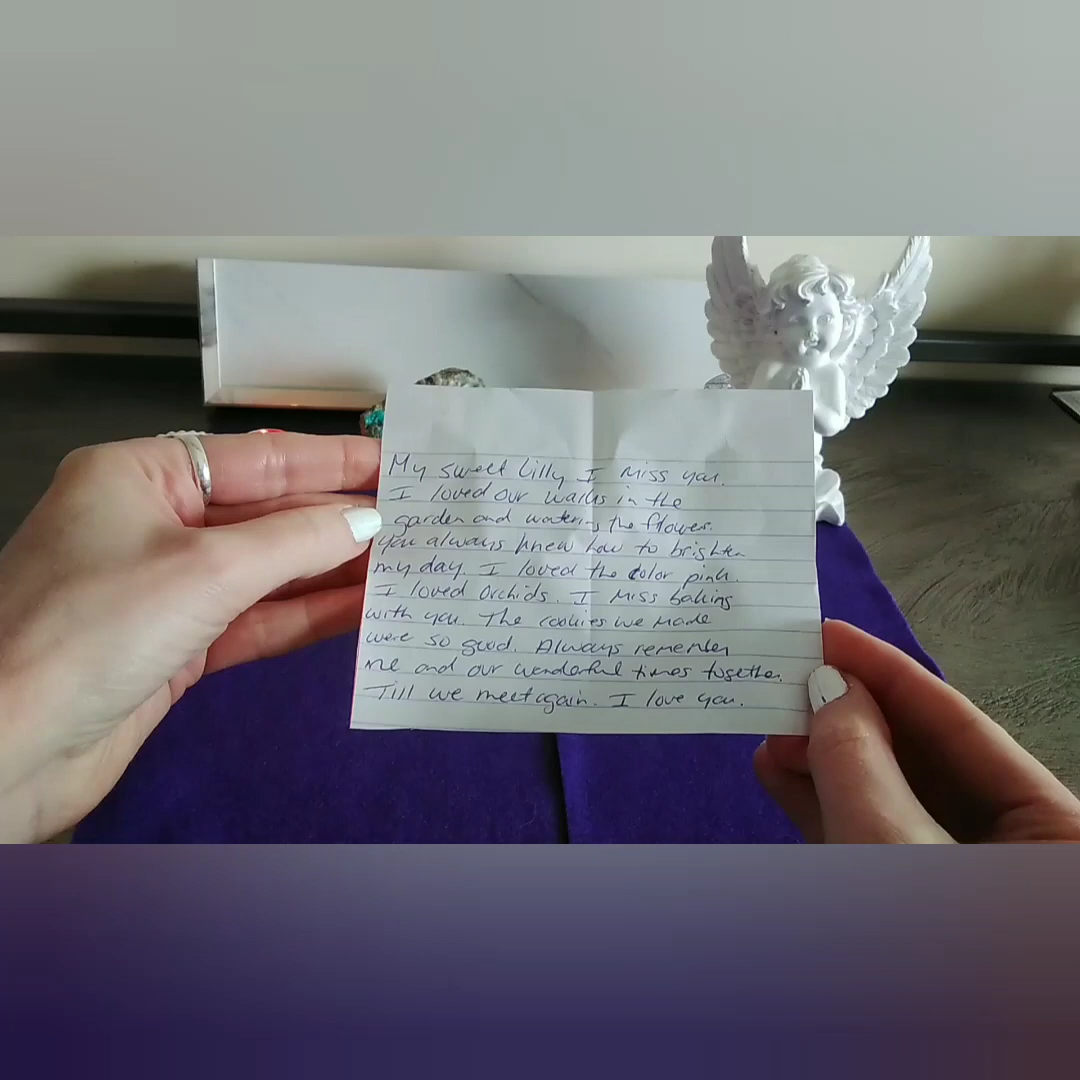 My sweet Lilly I miss you.
I loved our walks in the
garden and watering the flower.
You always knew how to brighten
my day. I loved the color pink.
I loved orchids. I miss baking
with you. The cookies we made
were so good. Always remember
me and our wonderful times together.
Till we meet again. I love you.